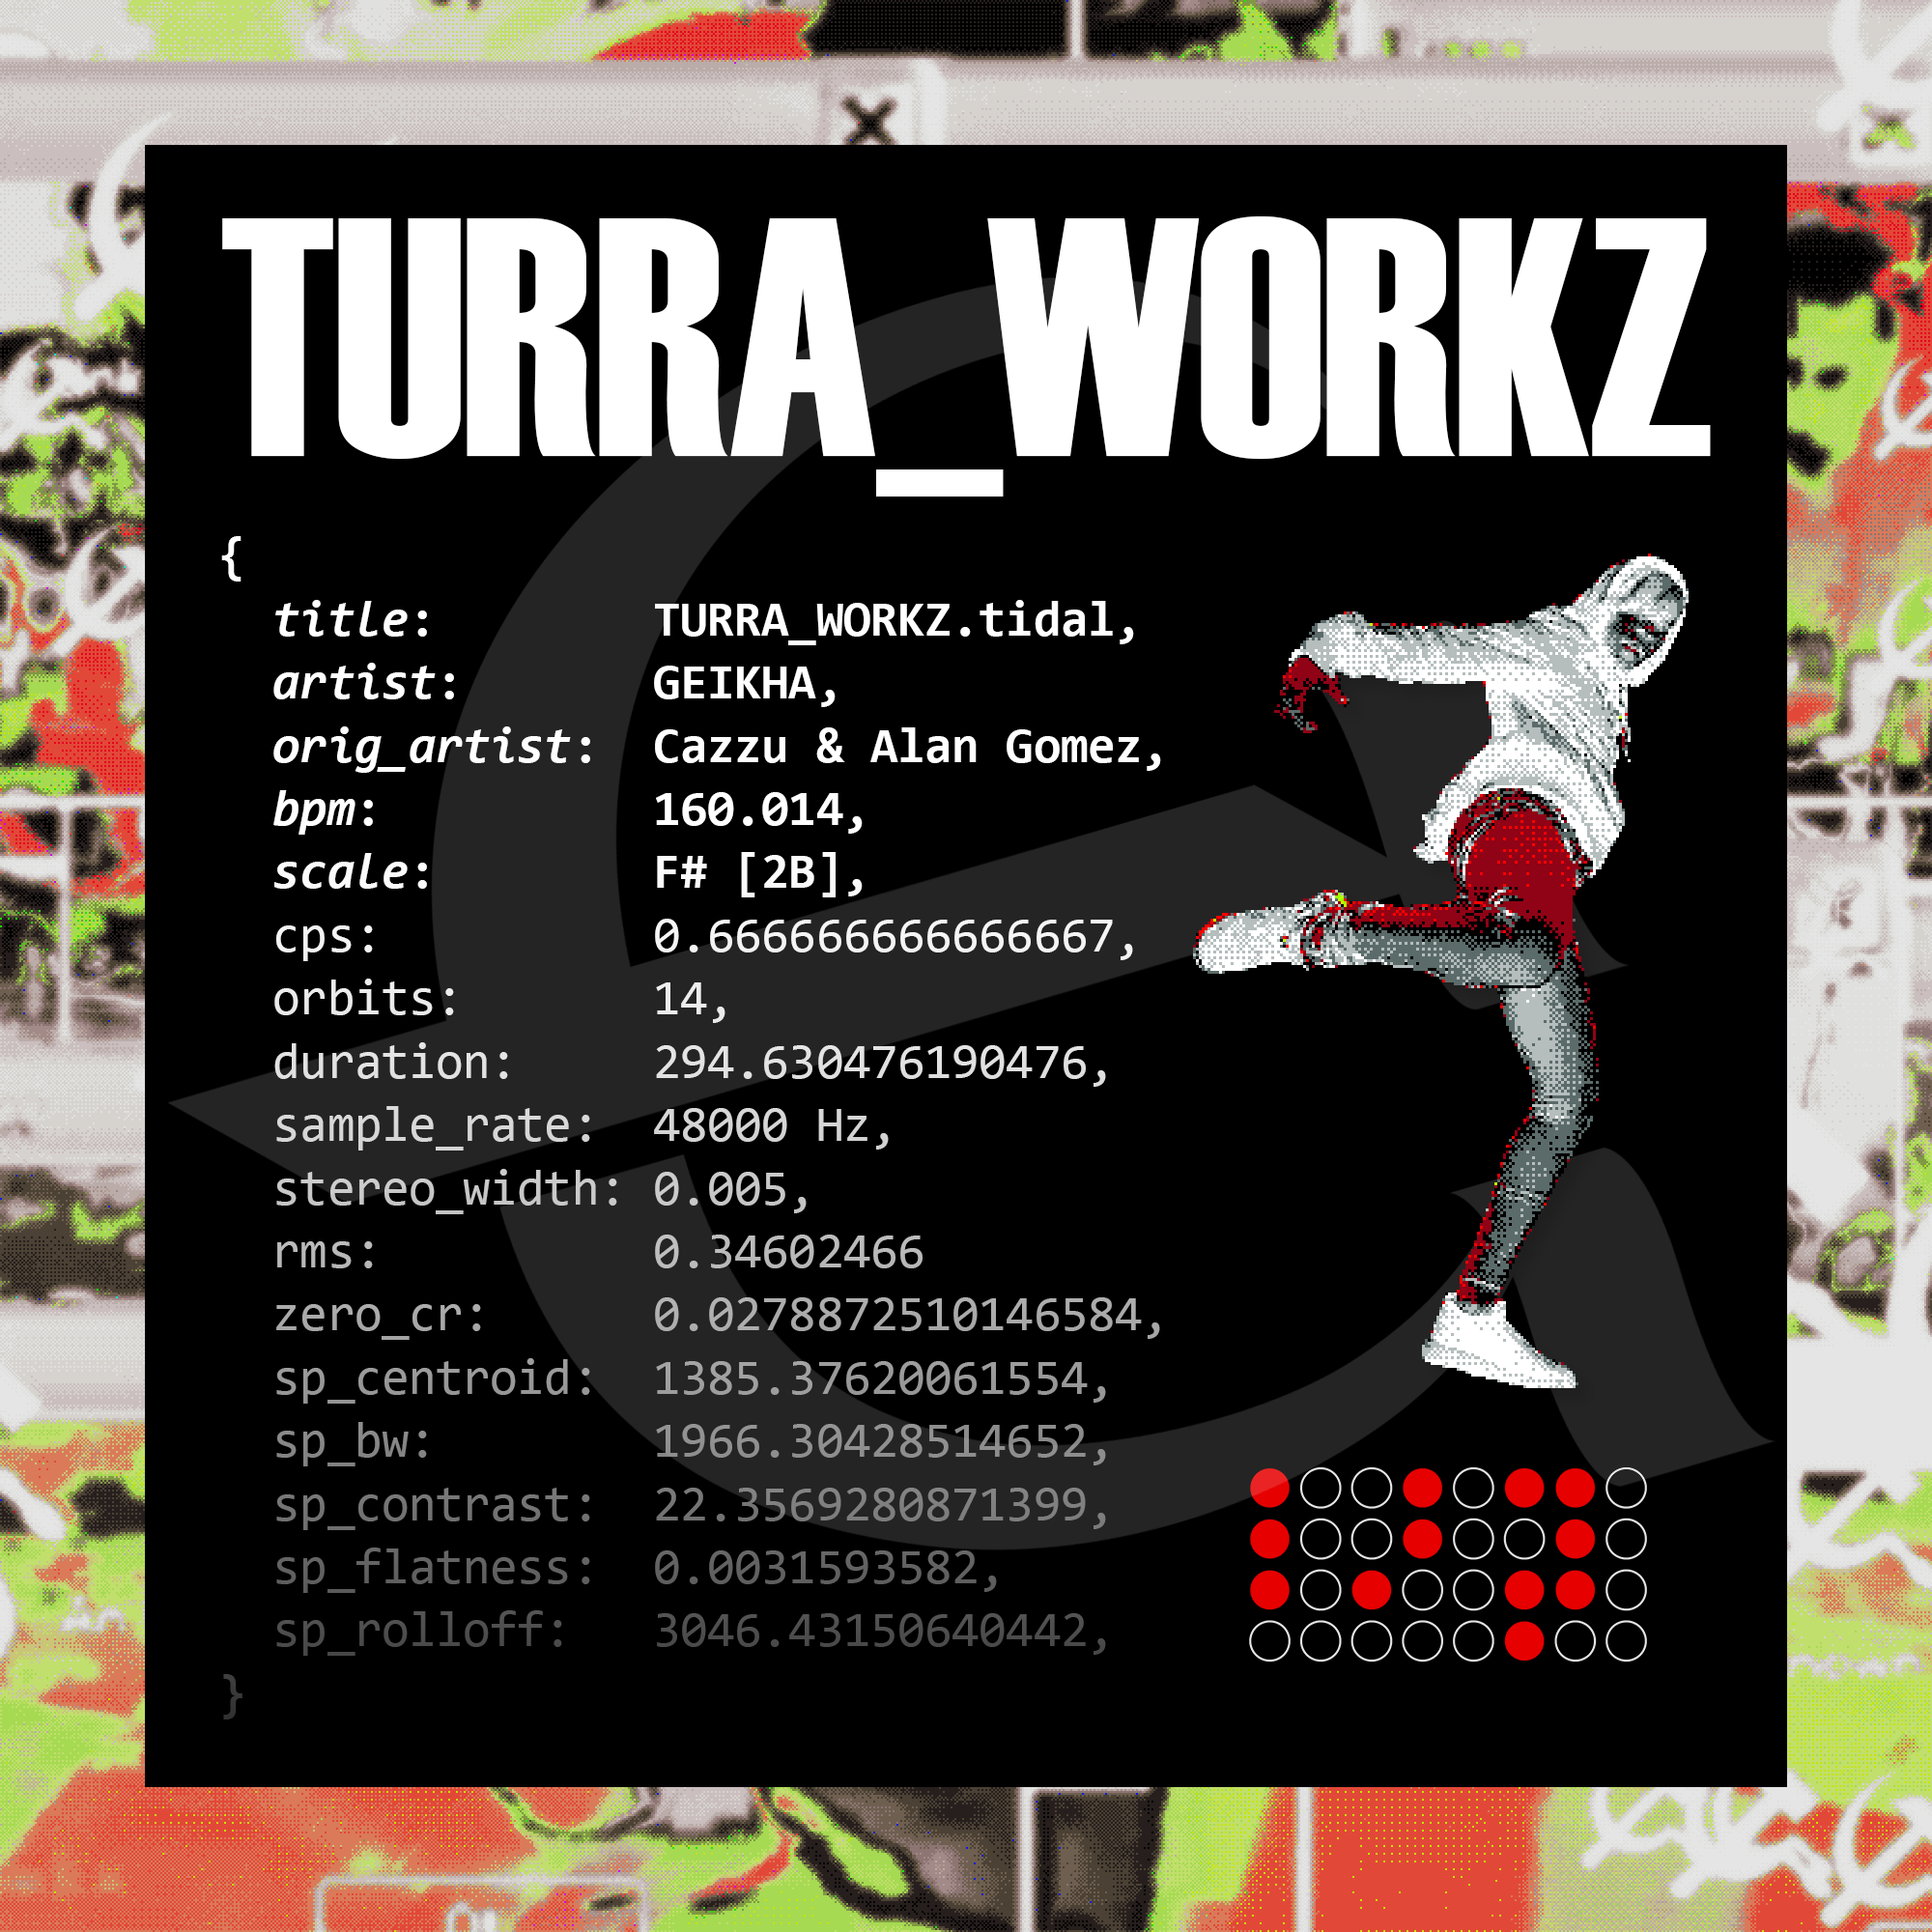 TURRA_WORKZ
{
title: TURRA_WORKZ.tidal,
artist: GEIKHA,
orig_artist: Cazzu & Alan Gomez,
bpm: 160.014,
scale: F# [2B],
cps: 0.666666666666667,
orbits: 14,
duration: 294.630476190476,
sample_rate: 48000 Hz,
stereo_width: 0.005,
rms: 0.34602466
zero_cr: 0.0278872510146584,
sp_centroid: 1385.37620061554,
sp_bw: 1966.30428514652,
sp_contrast: 22.3569280871399,
sp_flatness: 0.0031593582,
sp_rolloff: 3046.43150640442,
}